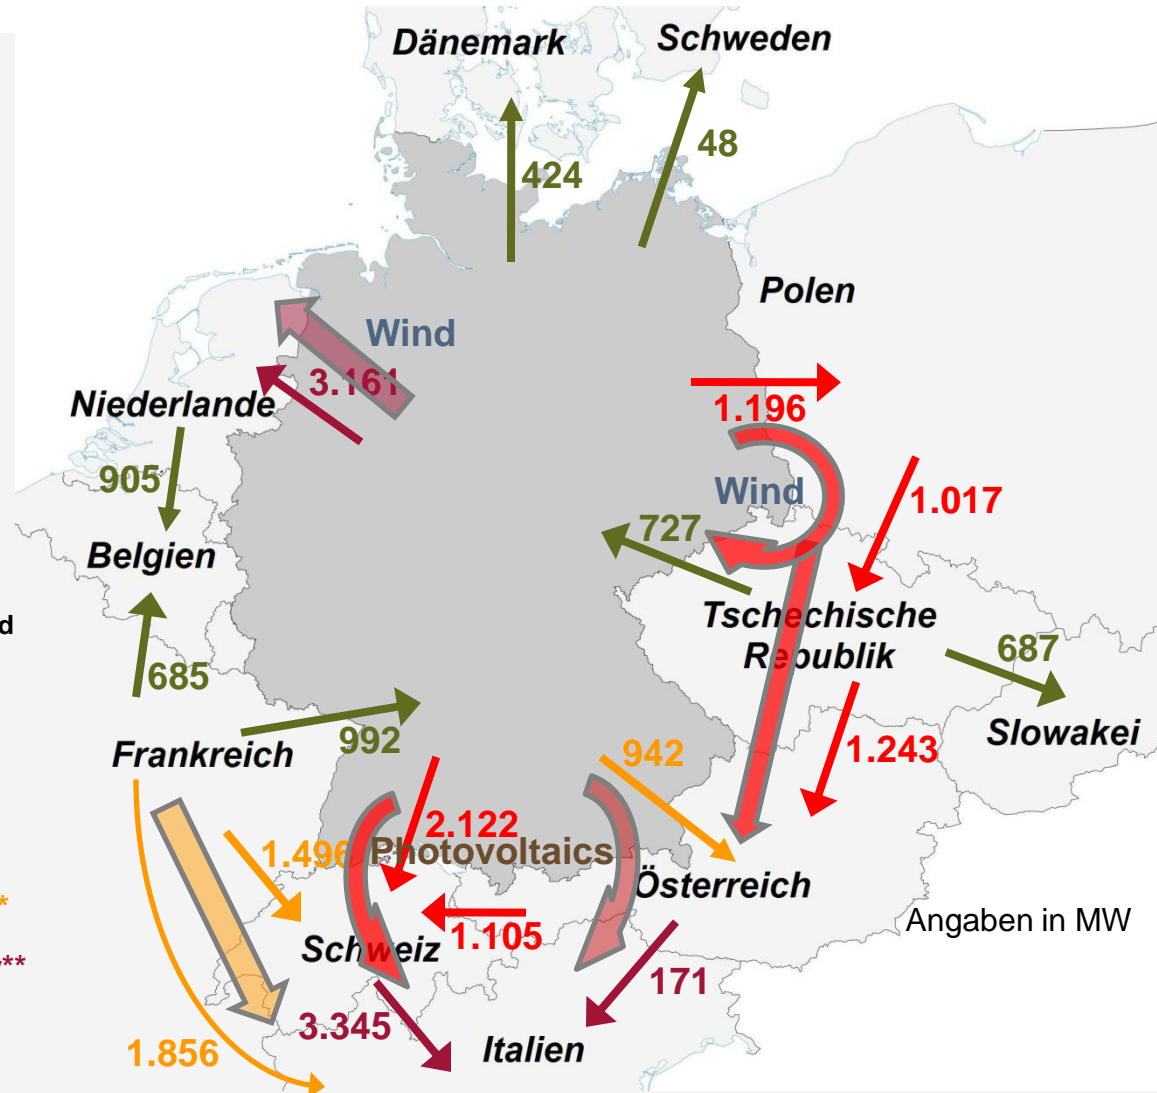 Dänemark
Schweden
48
424
Polen
Wind
3.161
Niederlande
1.196
905
Wind
1.017
727
Belgien
Tschechische
Republik
d
687
685
Slowakei
992
Frankreich
942
1.243
2.122
1.496
Photovoltaics
Österreich
*
Angaben in MW
1.105
Schweiz
**
171
3.345
1.856
Italien